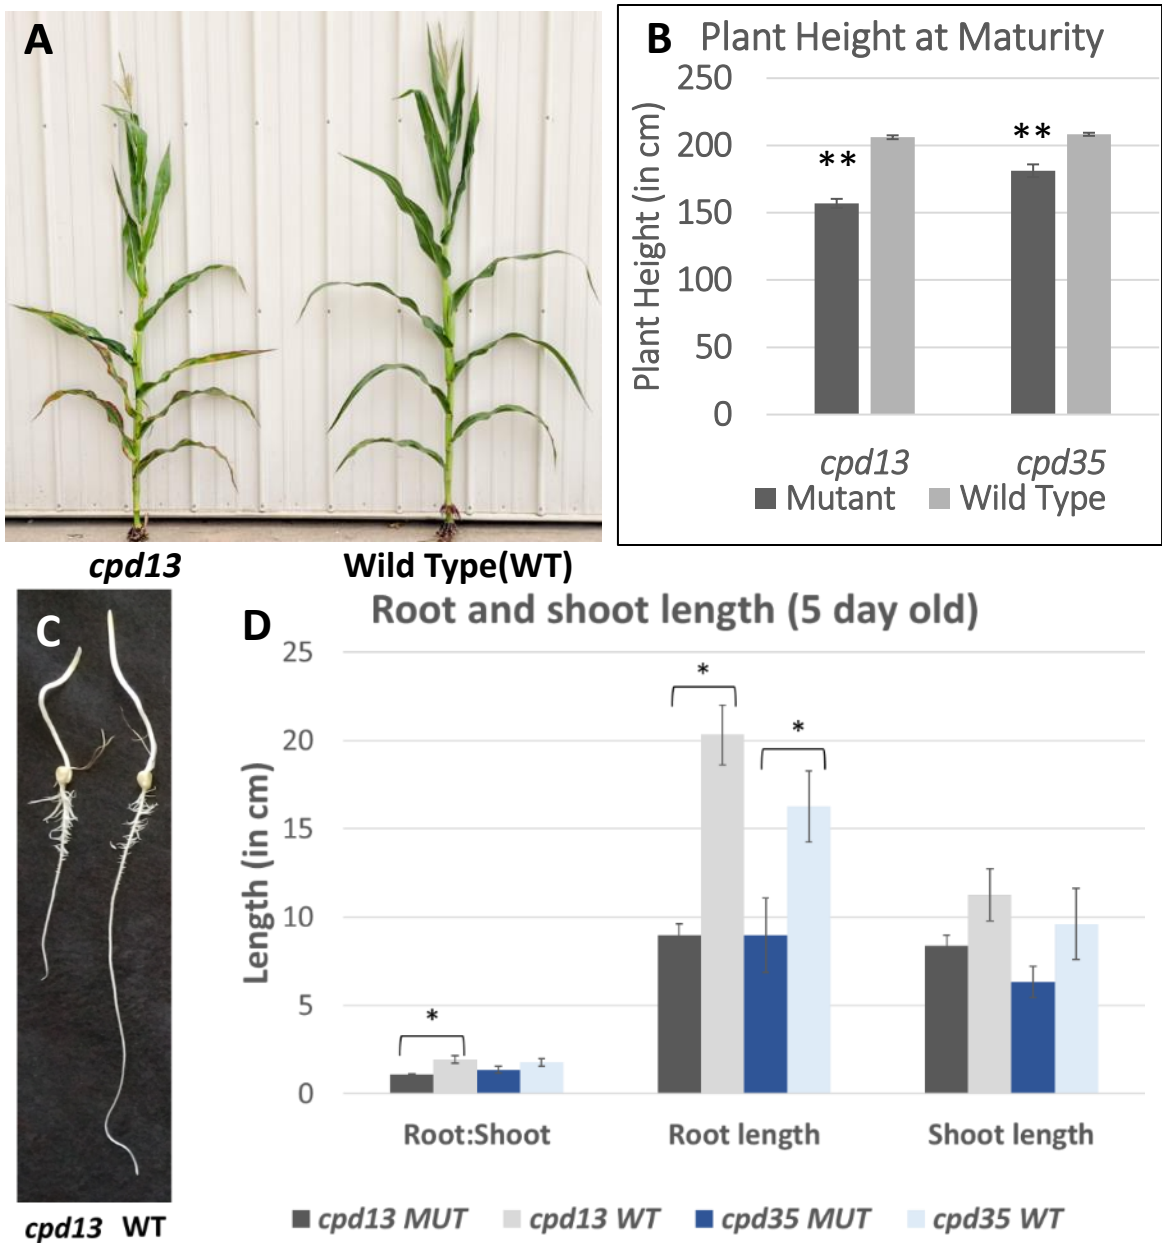 A
cpd13
Wild Type(WT)
B
Plant Height at Maturity
Plant Height (in cm)
250
200
150
100
50
0
**
**
cpd13
cpd35
Mutant
Wild Type
C
cpd13
WT
D
Root and shoot length (5 day old)
Length (in cm)
25
20
15
10
5
0
*
*
*
Root:Shoot
Root length
Shoot length
cpd13 MUT
cpd13 WT
cpd35 MUT
cpd35 WT